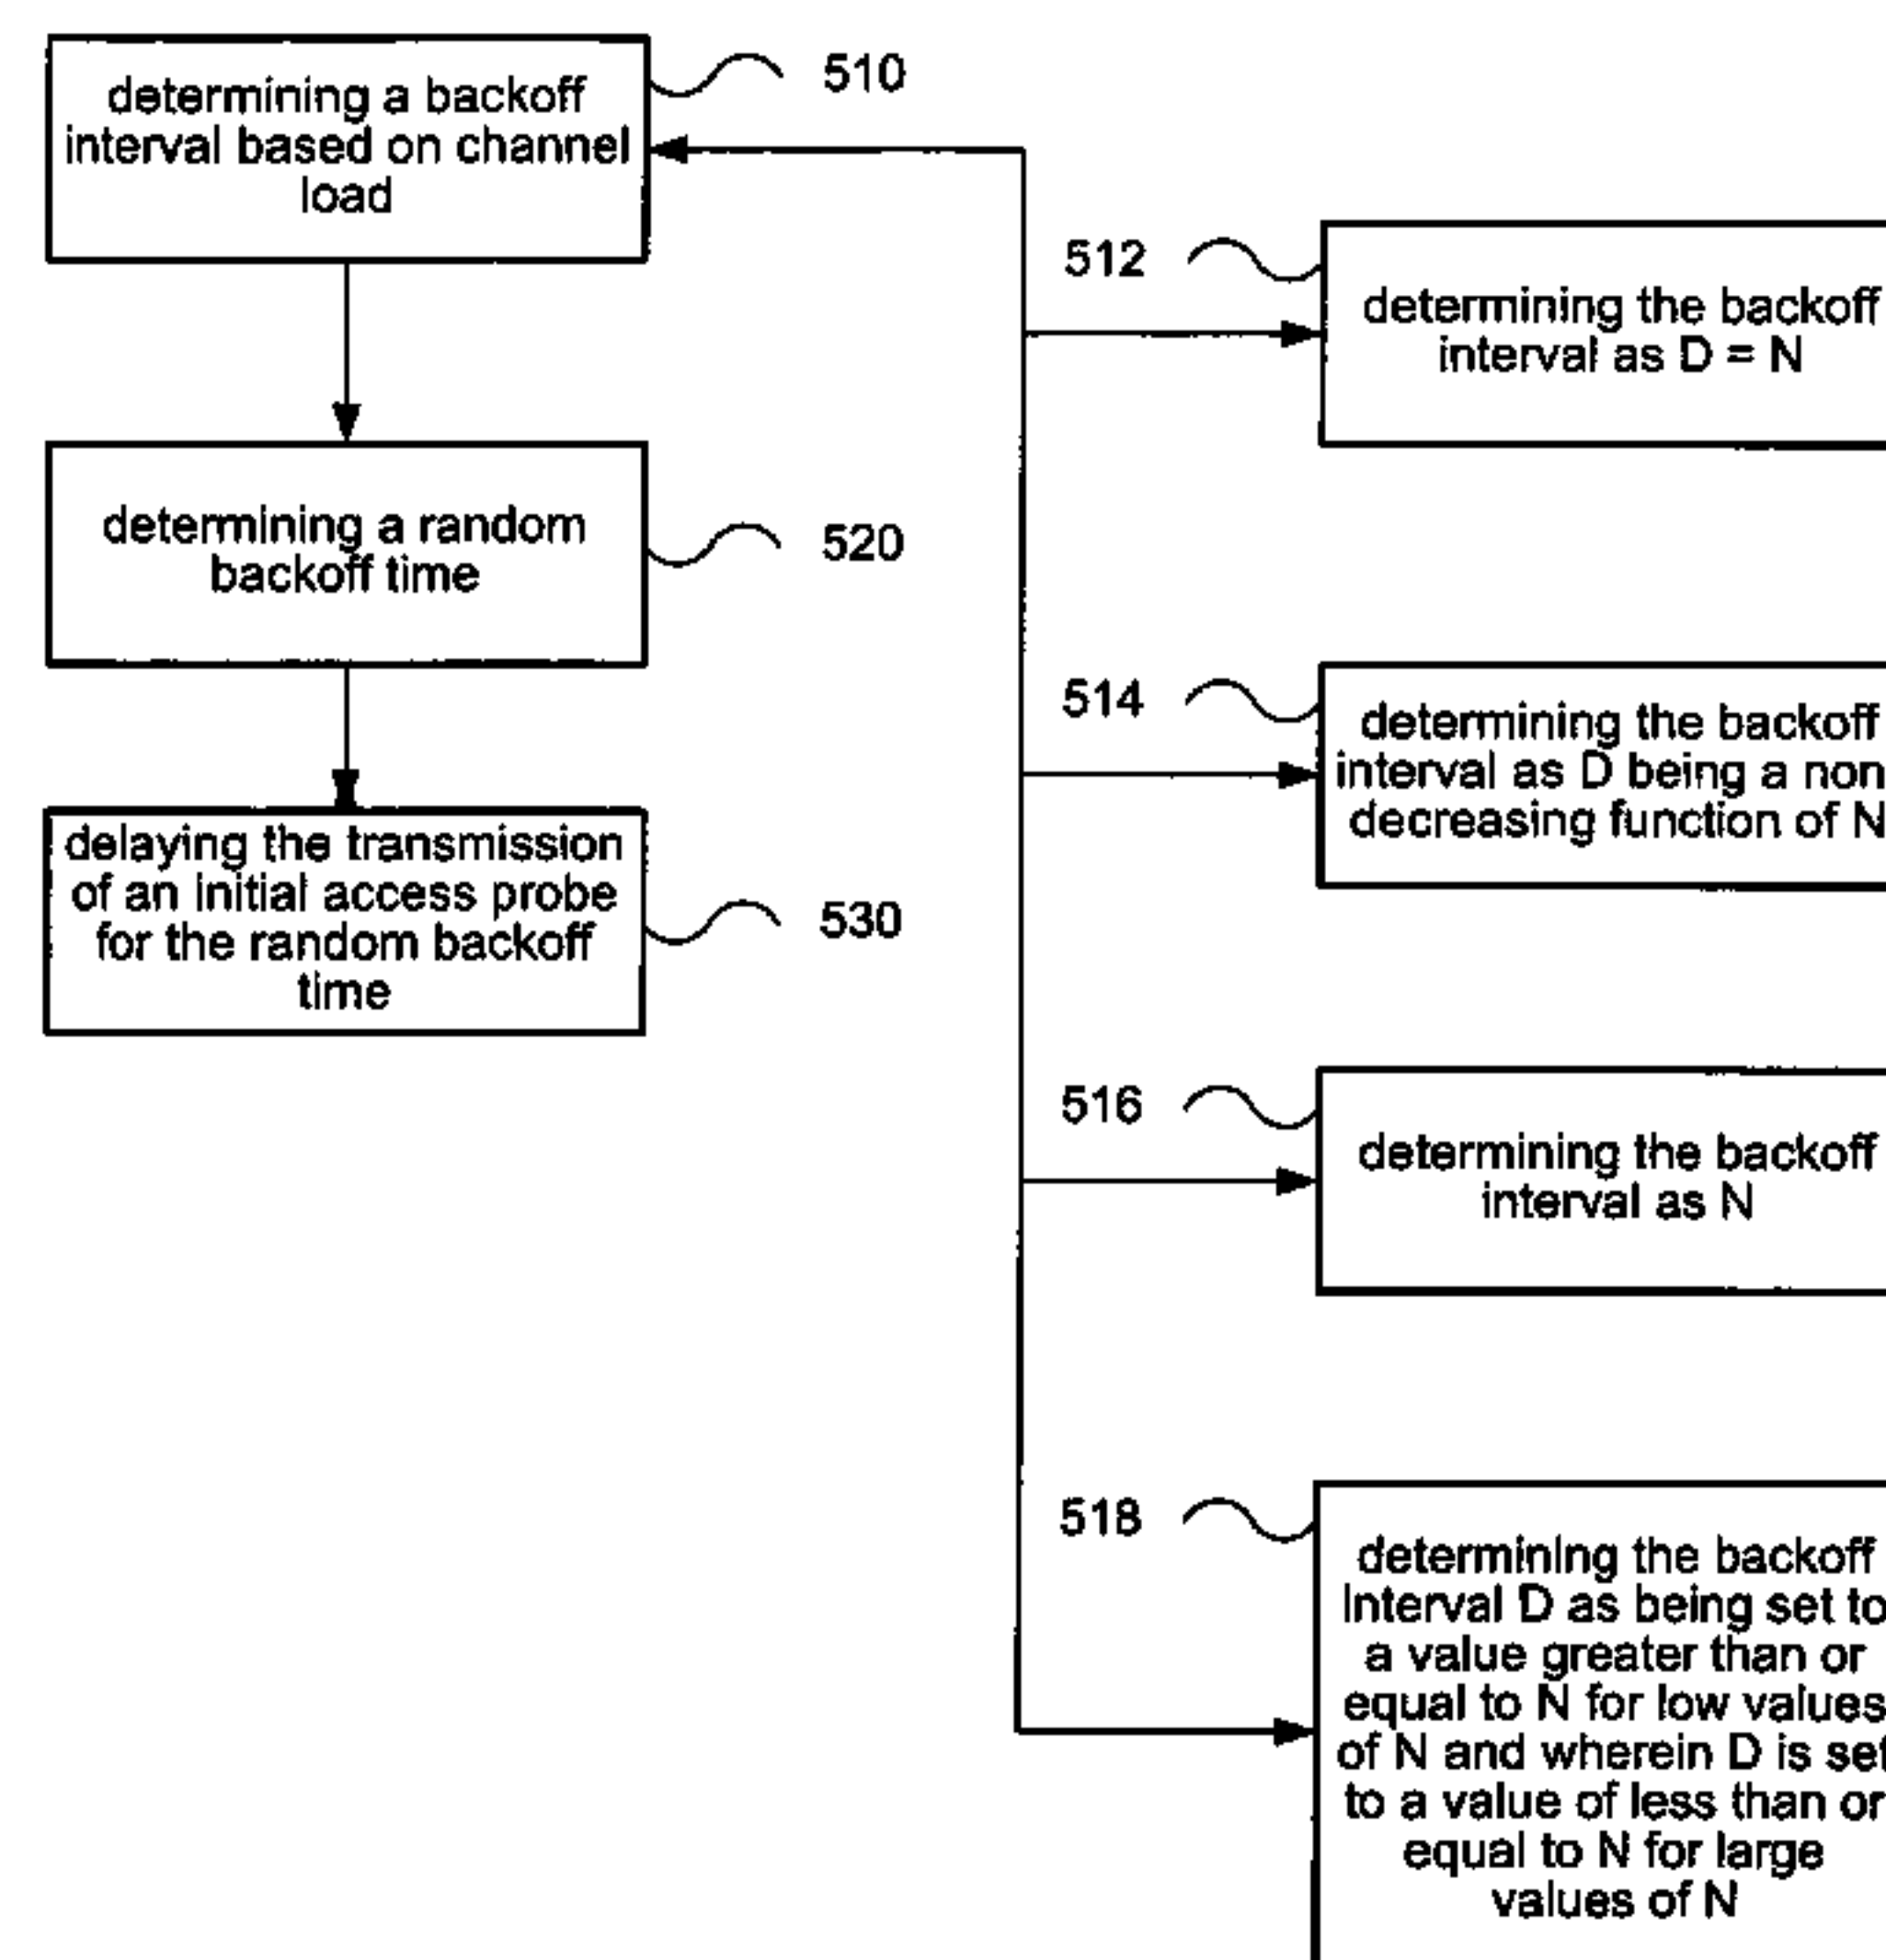 determining a backoff
interval based on channel
load
510
determining a random
backoff time
520
delaying the transmission
of an initial access probe
for the random backoff
time
530
512
determining the backoff
interval as D = N
514
determining the backoff
interval as D being a non
decreasing function of N
516
determining the backoff
interval as N
518
determining the backoff
interval D as being set to
a value greater than or
equal to N for low values
of N and wherein D is set
to a value of less than or
equal to N for large
values of N